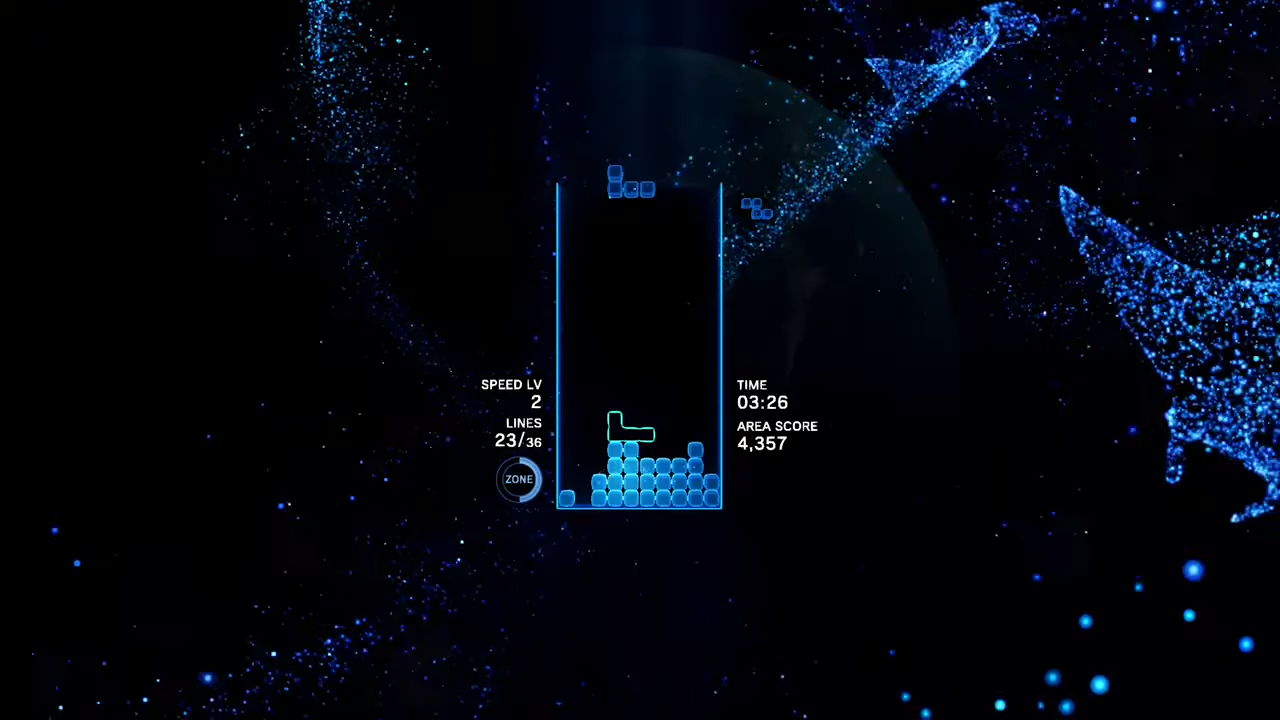 SPEED LV
2
LINES
23/36
ZONE
TIME
03:26
AREA SCORE
4,357